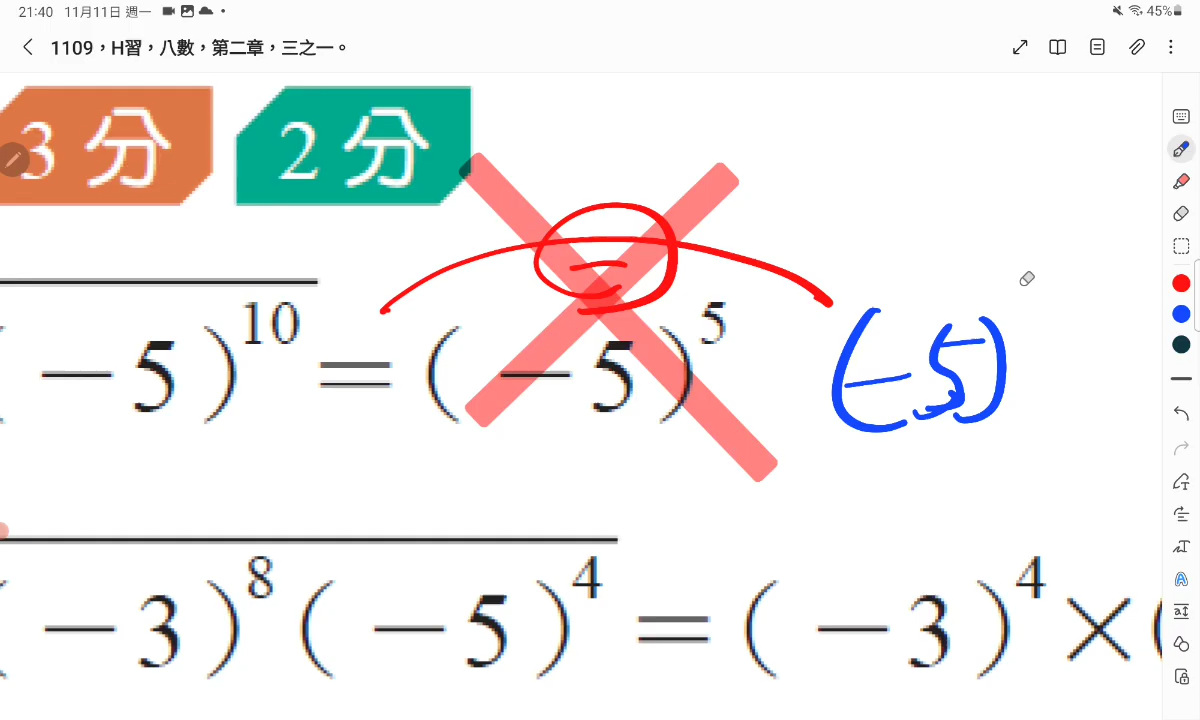 21:40 11月11日 週一 45%
1109，H習，八數，第二章，三之一。
3 分 2 分
(－5)^10＝(－5)^5 (-5)
(－3)^8(－5)^4＝(－3)^4×(